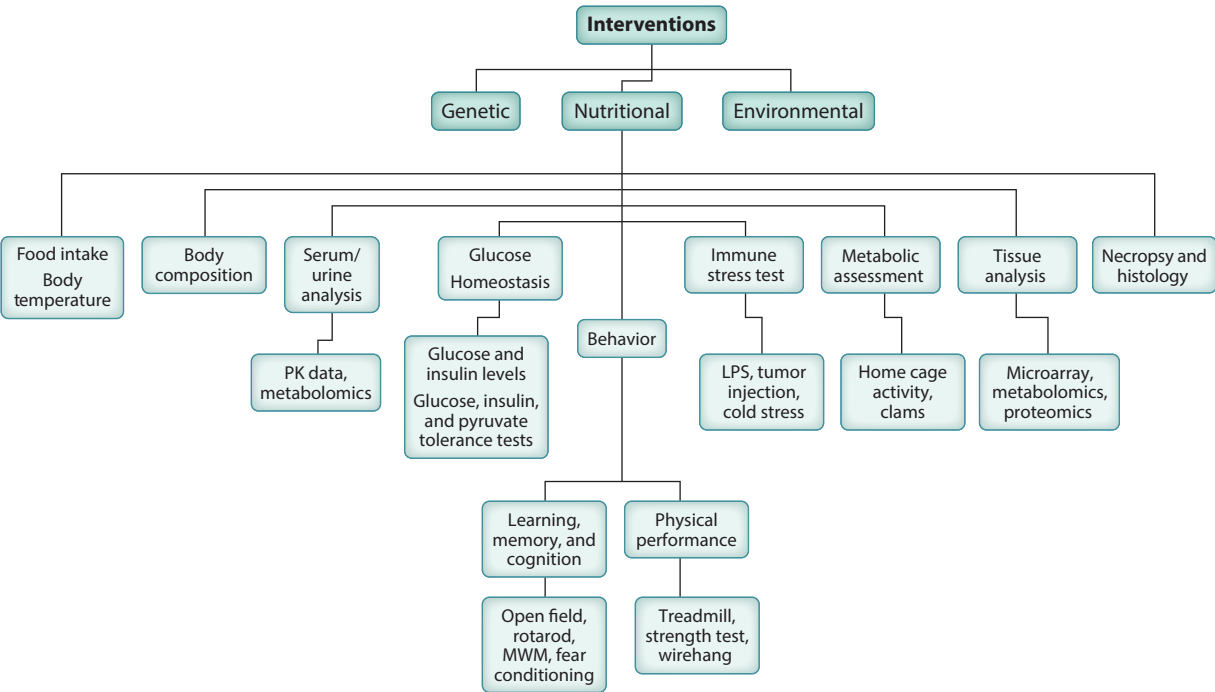 Interventions
Genetic
Nutritional
Environmental
Food intake
Body
temperature
Body
composition
Serum/
urine
analysis
Glucose
Homeostasis
Immune
stress test
Metabolic
assessment
Tissue
analysis
Necropsy and
histology
Behavior
PK data,
metabolomics
Glucose and
insulin levels
Glucose, insulin,
and pyruvate
tolerance tests
LPS, tumor
injection,
cold stress
Home cage
activity,
clams
Microarray,
metabolomics,
proteomics
Learning,
memory, and
cognition
Physical
performance
Open field,
rotarod,
MWM, fear
conditioning
Treadmill,
strength test,
wirehang